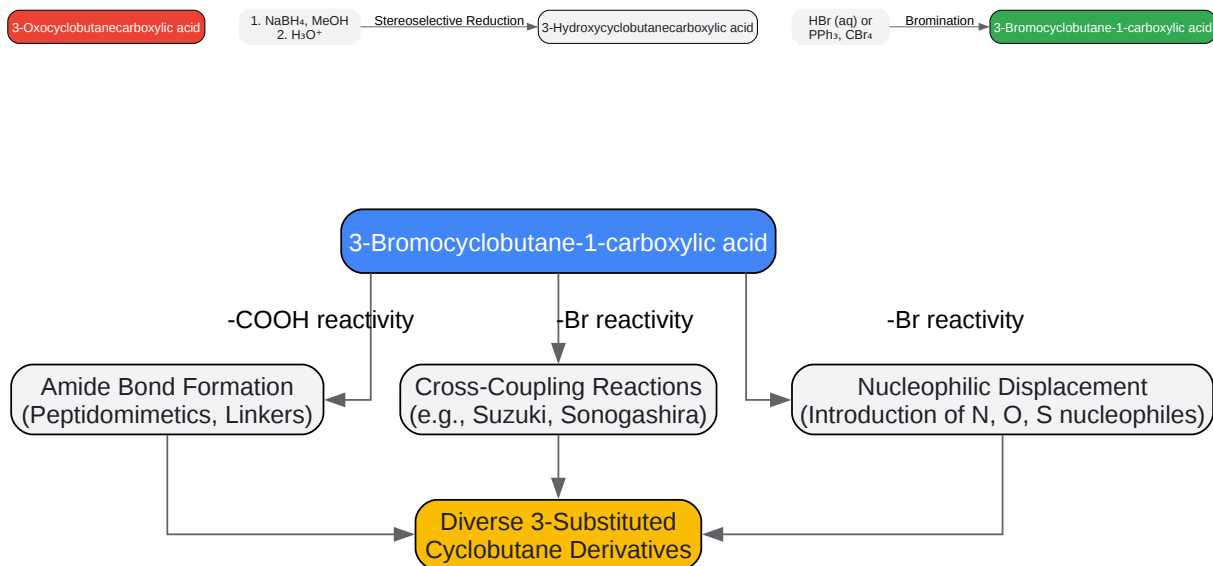 3-Oxocyclobutanecarboxylic acid
1. NaBH₄, MeOH
2. H₃O⁺
Stereoselective Reduction
3-Hydroxycyclobutanecarboxylic acid
HBr (aq) or
PPh₃, CBr₄
Bromination
3-Bromocyclobutane-1-carboxylic acid
3-Bromocyclobutane-1-carboxylic acid
-COOH reactivity
-Br reactivity
-Br reactivity
Amide Bond Formation
(Peptidomimetics, Linkers)
Cross-Coupling Reactions
(e.g., Suzuki, Sonogashira)
Nucleophilic Displacement
(Introduction of N, O, S nucleophiles)
Diverse 3-Substituted
Cyclobutane Derivatives